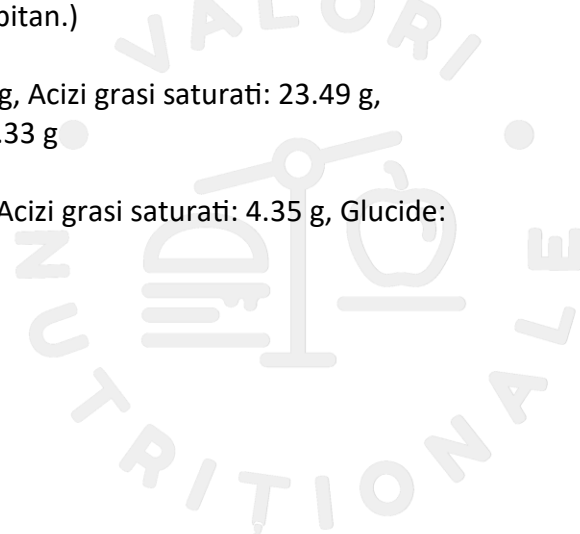 pitan.)
g, Acizi grasi saturati: 23.49 g,
.33 g
Acizi grasi saturati: 4.35 g, Glucide:
VALORI
NUTRITIONALE